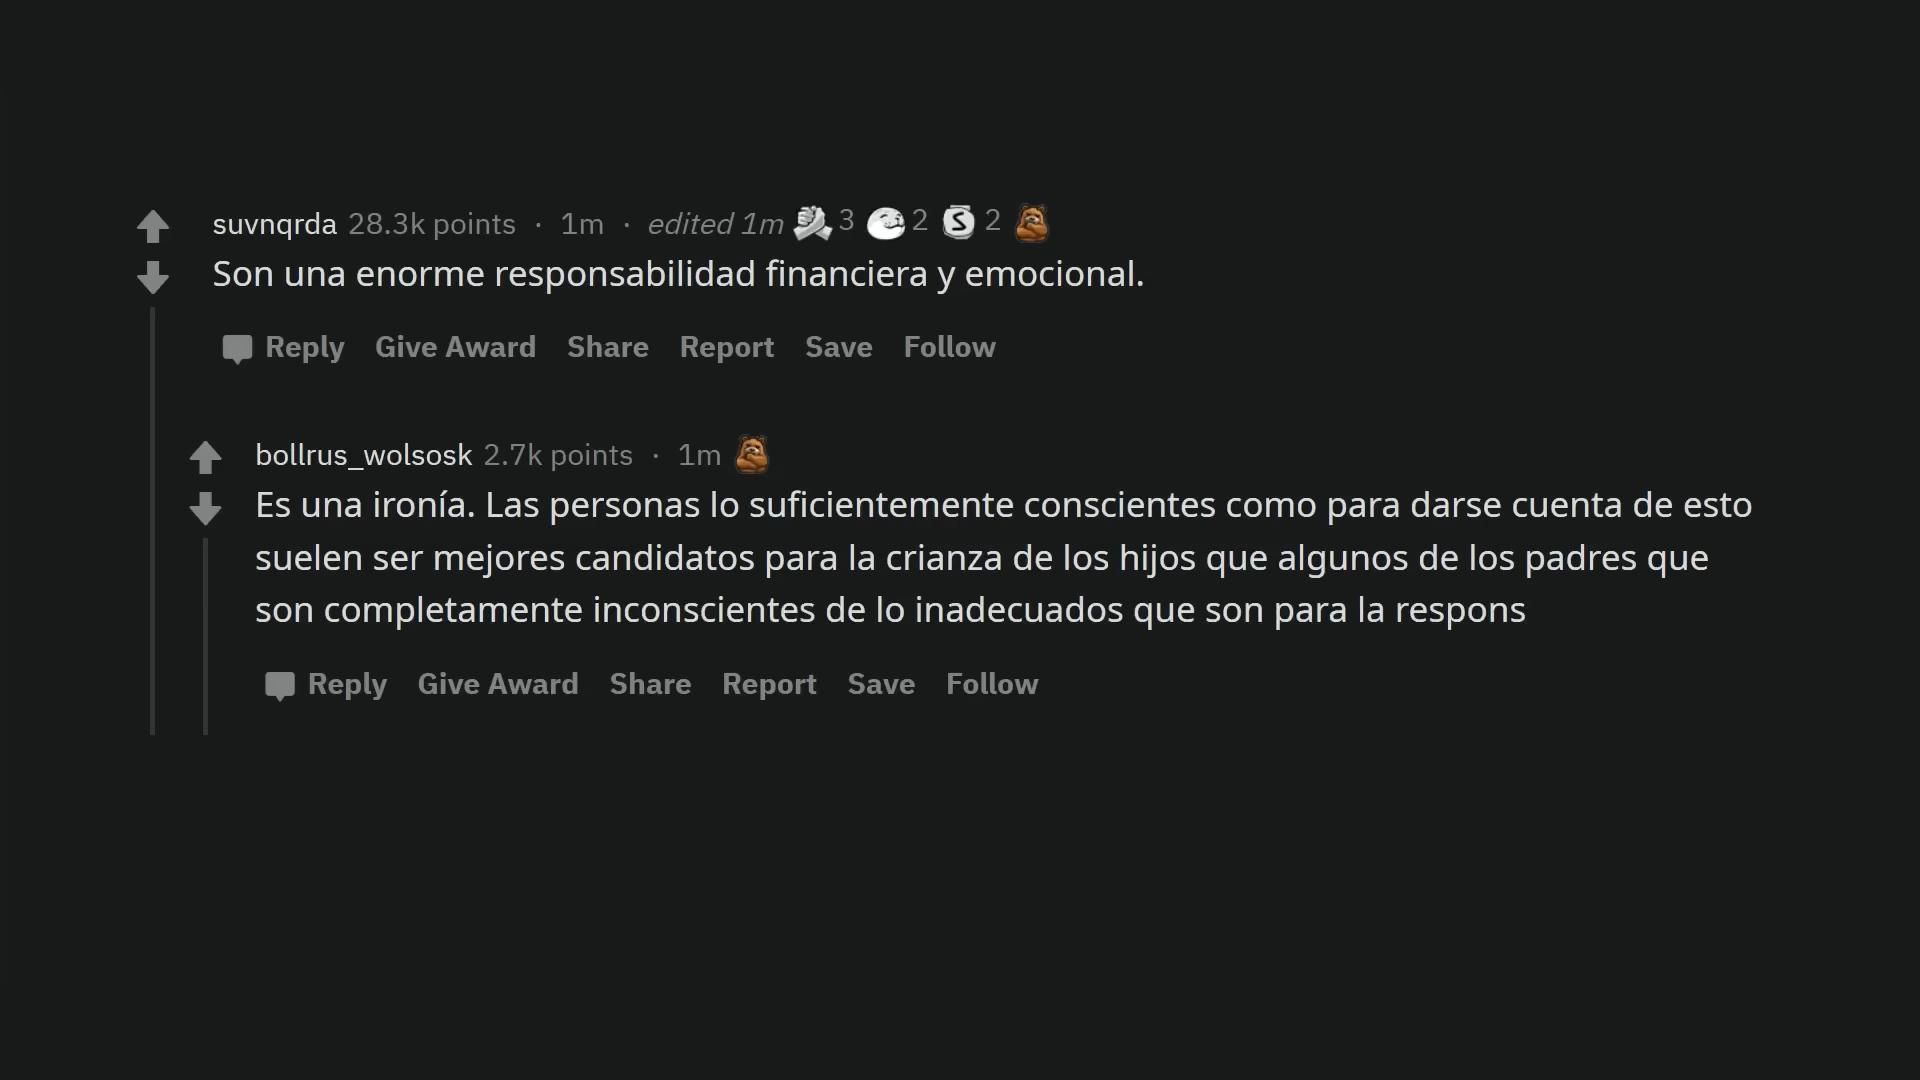 suvnqrda 28.3k points · 1m · edited 1m 3 2 2
Son una enorme responsabilidad financiera y emocional.
Reply Give Award Share Report Save Follow
bollrus_wolsosk 2.7k points · 1m
Es una ironía. Las personas lo suficientemente conscientes como para darse cuenta de esto
suelen ser mejores candidatos para la crianza de los hijos que algunos de los padres que
son completamente inconscientes de lo inadecuados que son para la respons
Reply Give Award Share Report Save Follow